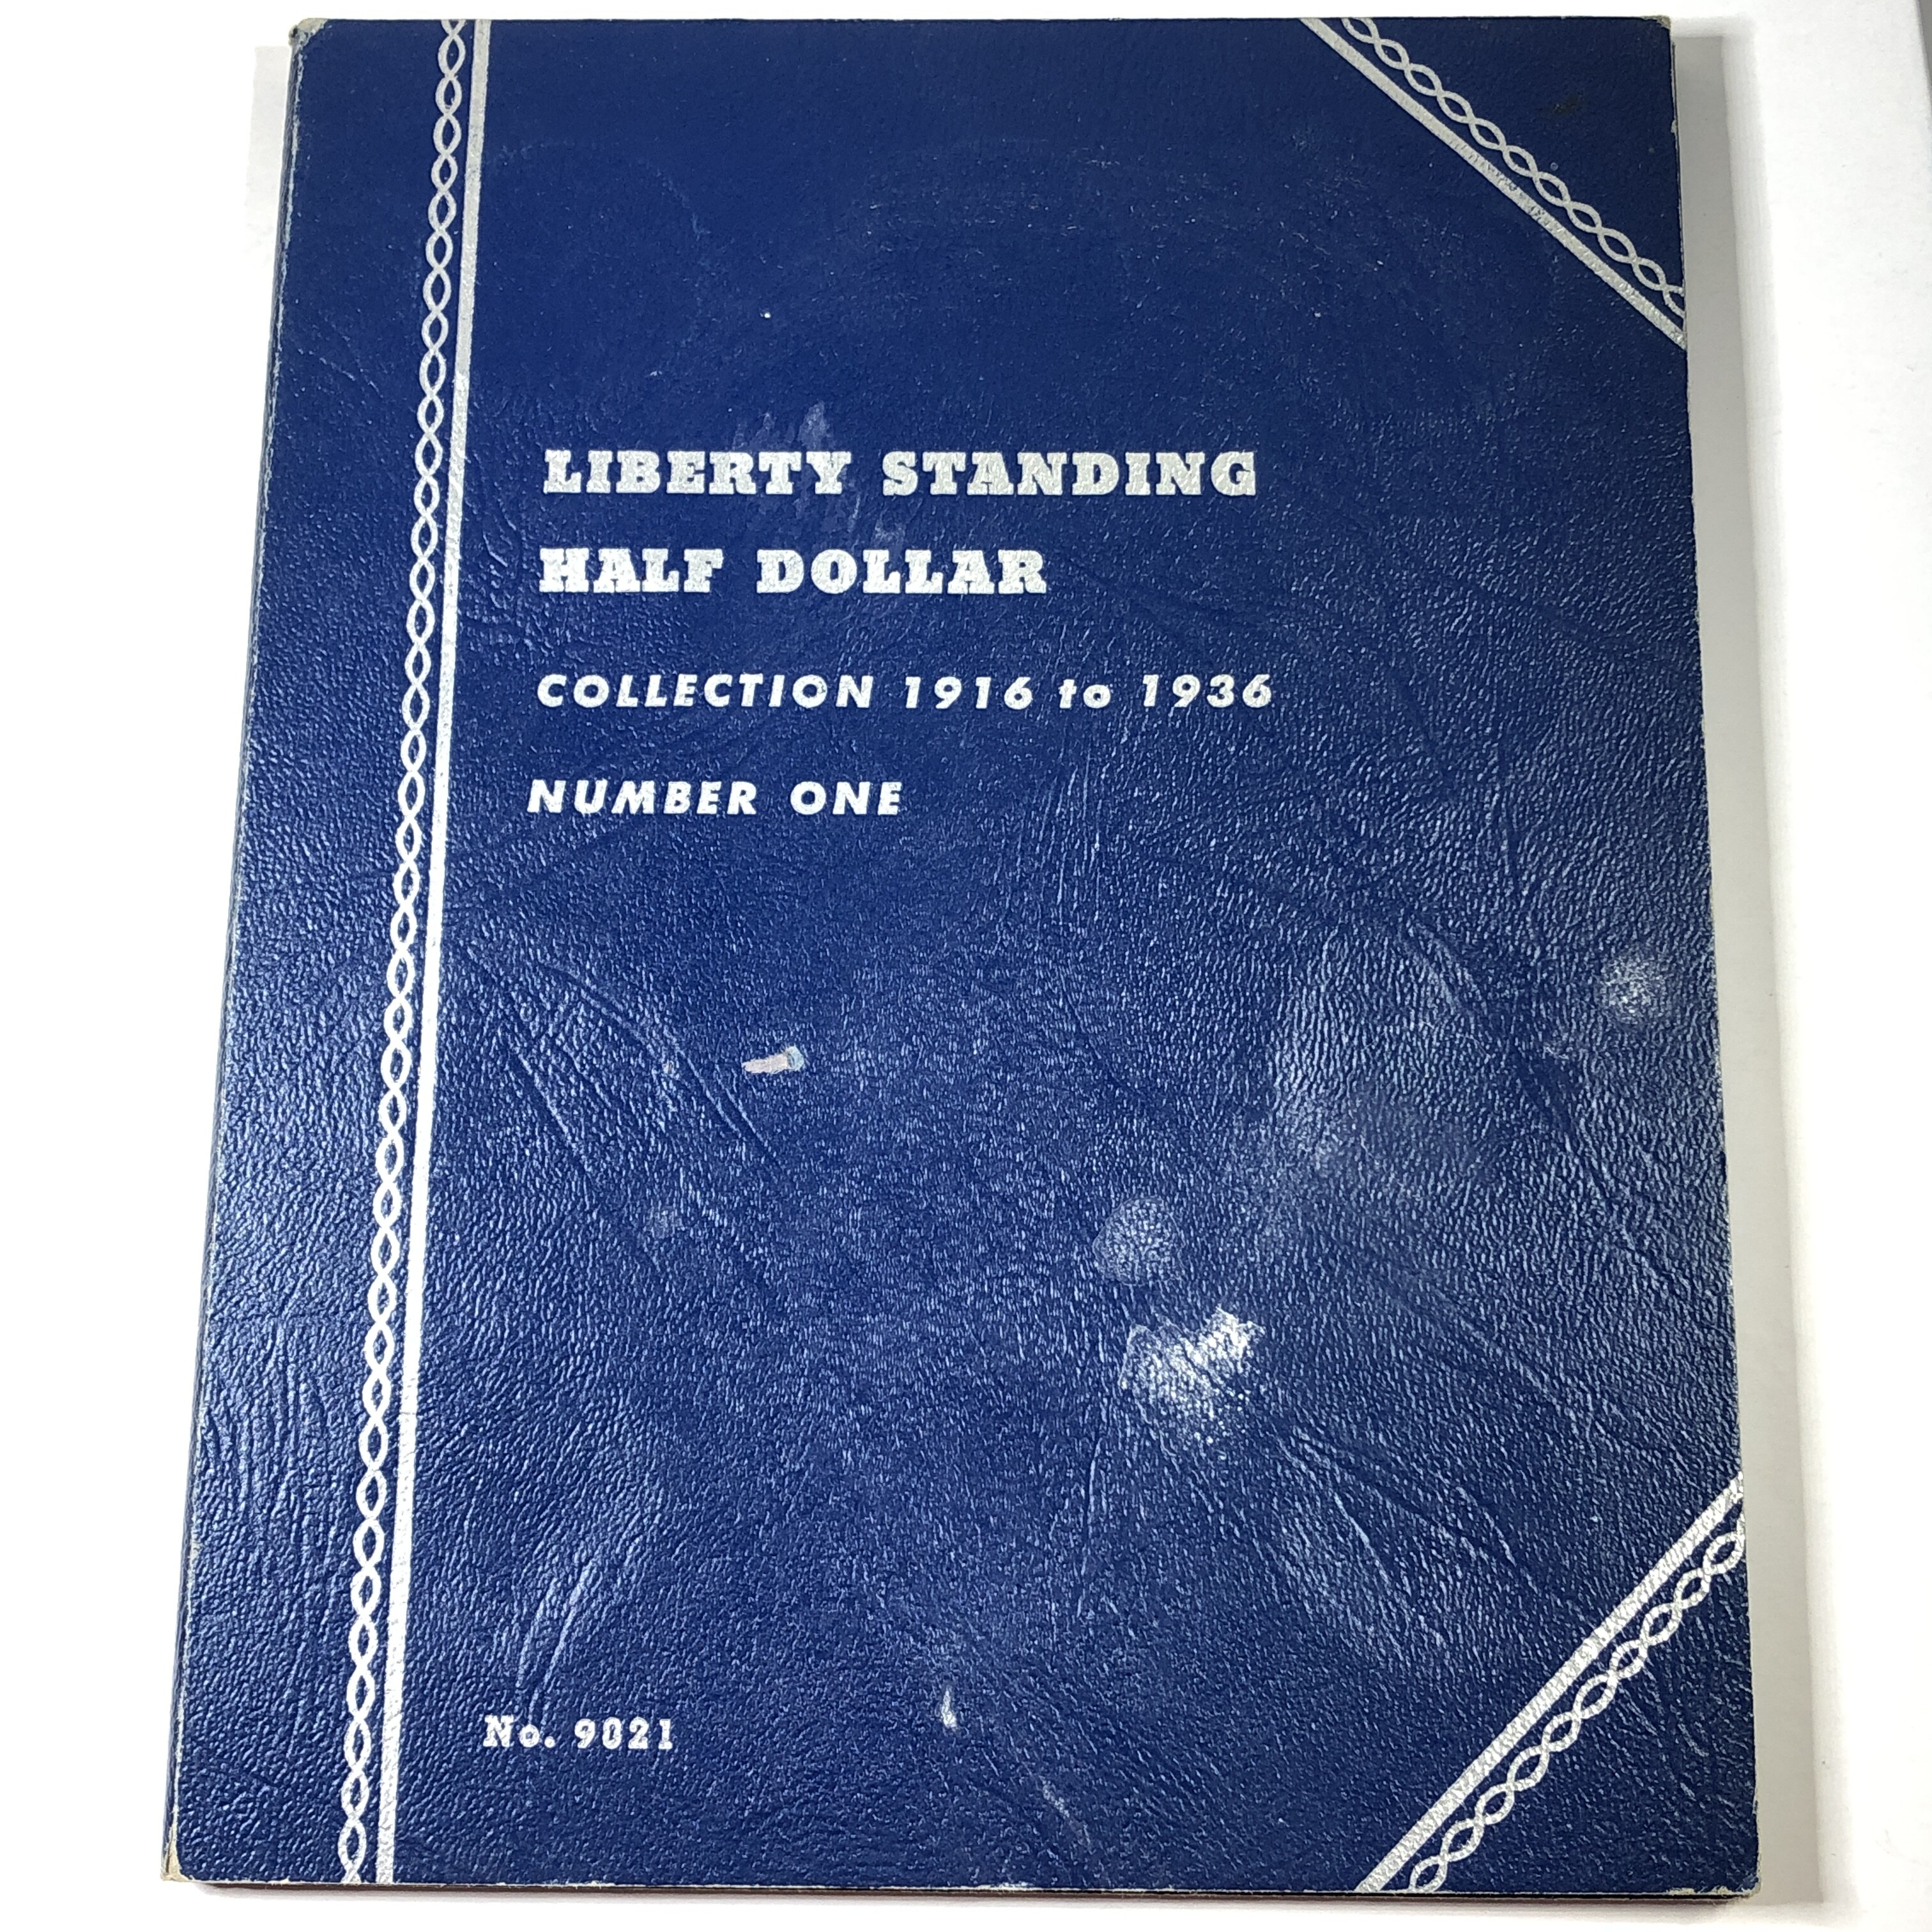 LIBERTY STANDING
HALF DOLLAR
COLLECTION 1916 to 1936
NUMBER ONE
No. 9021